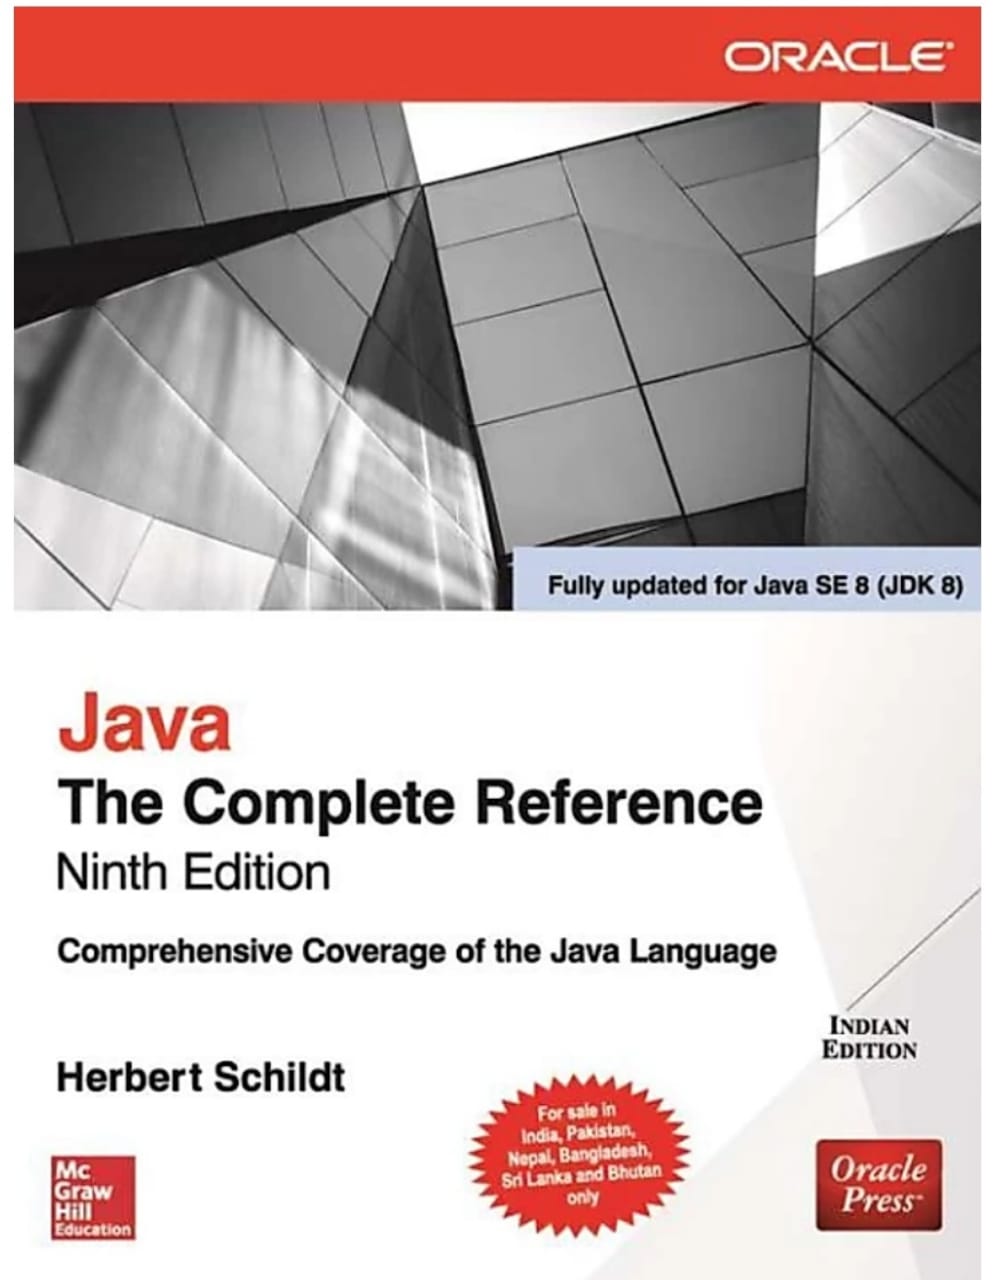 ORACLE
Fully updated for Java SE 8 (JDK 8)
Java
The Complete Reference
Ninth Edition
Comprehensive Coverage of the Java Language
INDIAN
EDITION
Herbert Schildt
For sale in
India, Pakistan,
Nepal, Bangladesh,
Sri Lanka and Bhutan
only
Mc
Graw
Hill
Education
Oracle
Press™